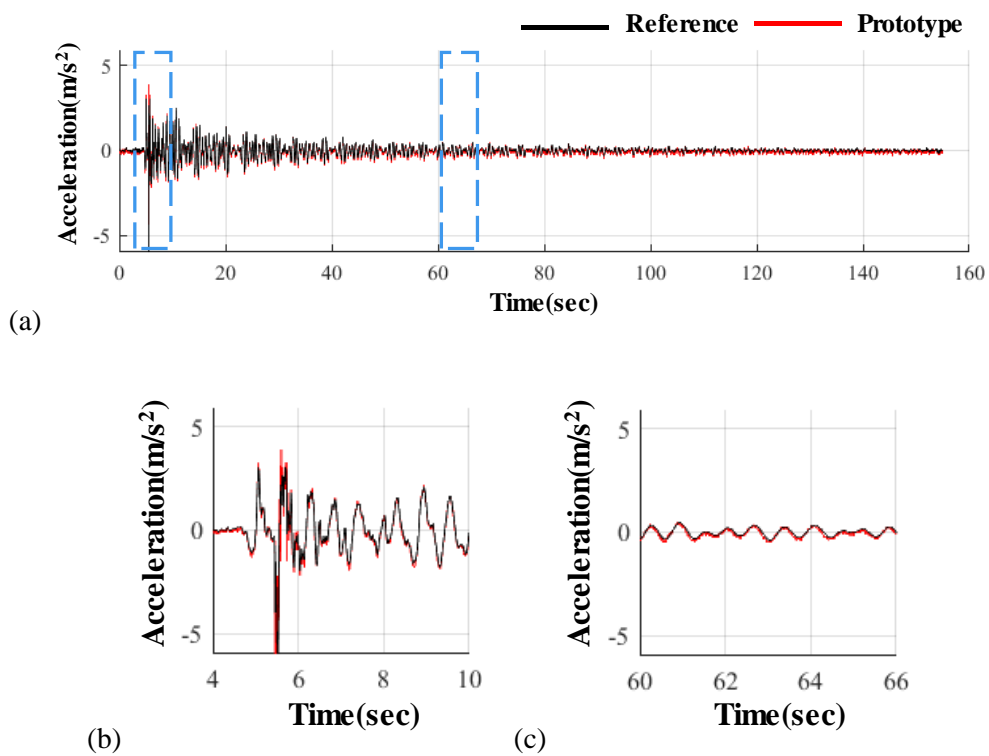 Reference Prototype
Acceleration(m/s²)
5
0
-5
0 20 40 60 80 100 120 140 160
Time(sec)
(a)
Acceleration(m/s²)
5
0
-5
4 6 8 10
Time(sec)
(b)
Acceleration(m/s²)
5
0
-5
60 62 64 66
Time(sec)
(c)